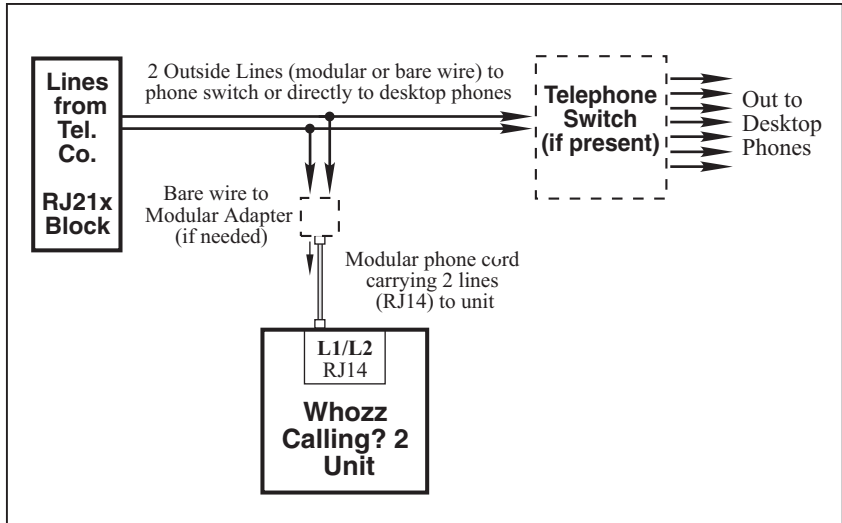 Lines
from
Tel.
Co.
RJ21x
Block
2 Outside Lines (modular or bare wire) to
phone switch or directly to desktop phones
Telephone
Switch
(if present)
Out to
Desktop
Phones
Bare wire to
Modular Adapter
(if needed)
Modular phone cord
carrying 2 lines
(RJ14) to unit
L1/L2
RJ14
Whozz
Calling? 2
Unit